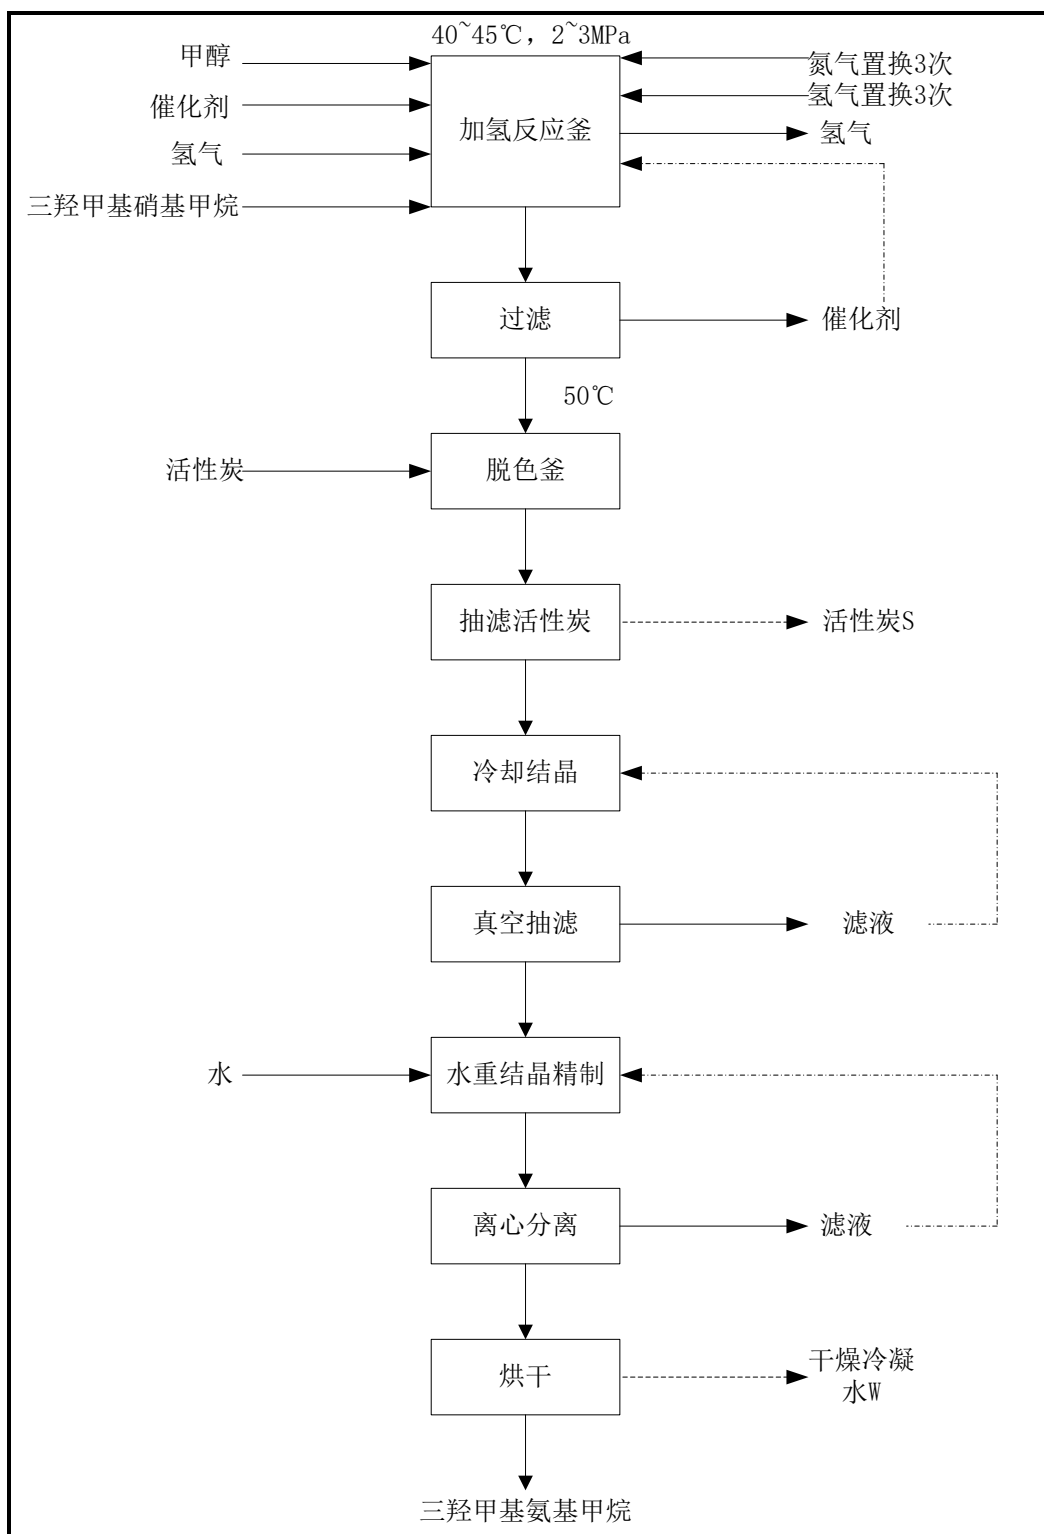 40~45℃，2~3MPa
甲醇
氮气置换3次
催化剂
氢气置换3次
加氢反应釜
氢气
氢气
三羟甲基硝基甲烷
过滤
催化剂
50℃
活性炭
脱色釜
抽滤活性炭
活性炭S
冷却结晶
真空抽滤
滤液
水
水重结晶精制
离心分离
滤液
烘干
干燥冷凝
水W
三羟甲基氨基甲烷